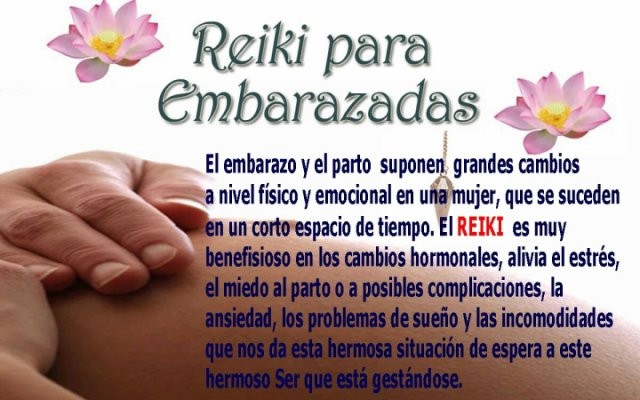 Reiki para
Embarazadas
El embarazo y el parto suponen grandes cambios
a nivel físico y emocional en una mujer, que se suceden
en un corto espacio de tiempo. El REIKI es muy
benefisioso en los cambios hormonales, alivia el estrés,
el miedo al parto o a posibles complicaciones, la
ansiedad, los problemas de sueño y las incomodidades
que nos da esta hermosa situación de espera a este
hermoso Ser que está gestándose.